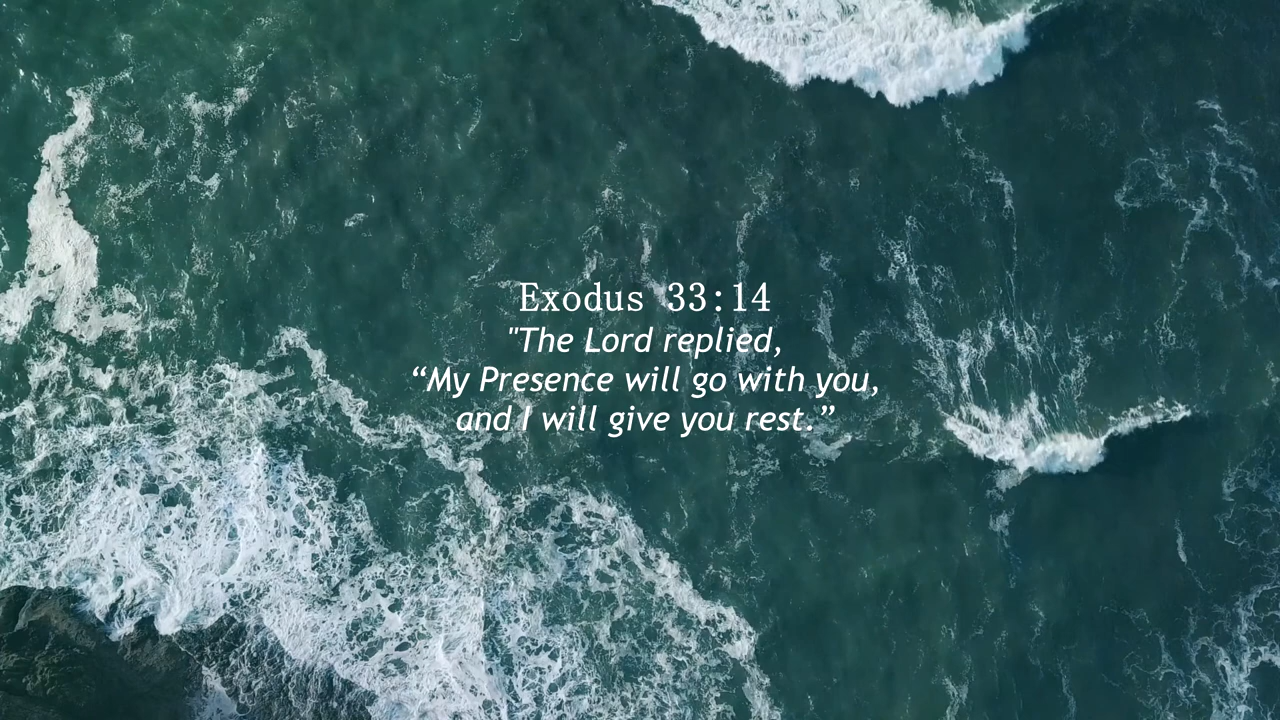 Exodus 33:14
"The Lord replied,
“My Presence will go with you,
and I will give you rest.”